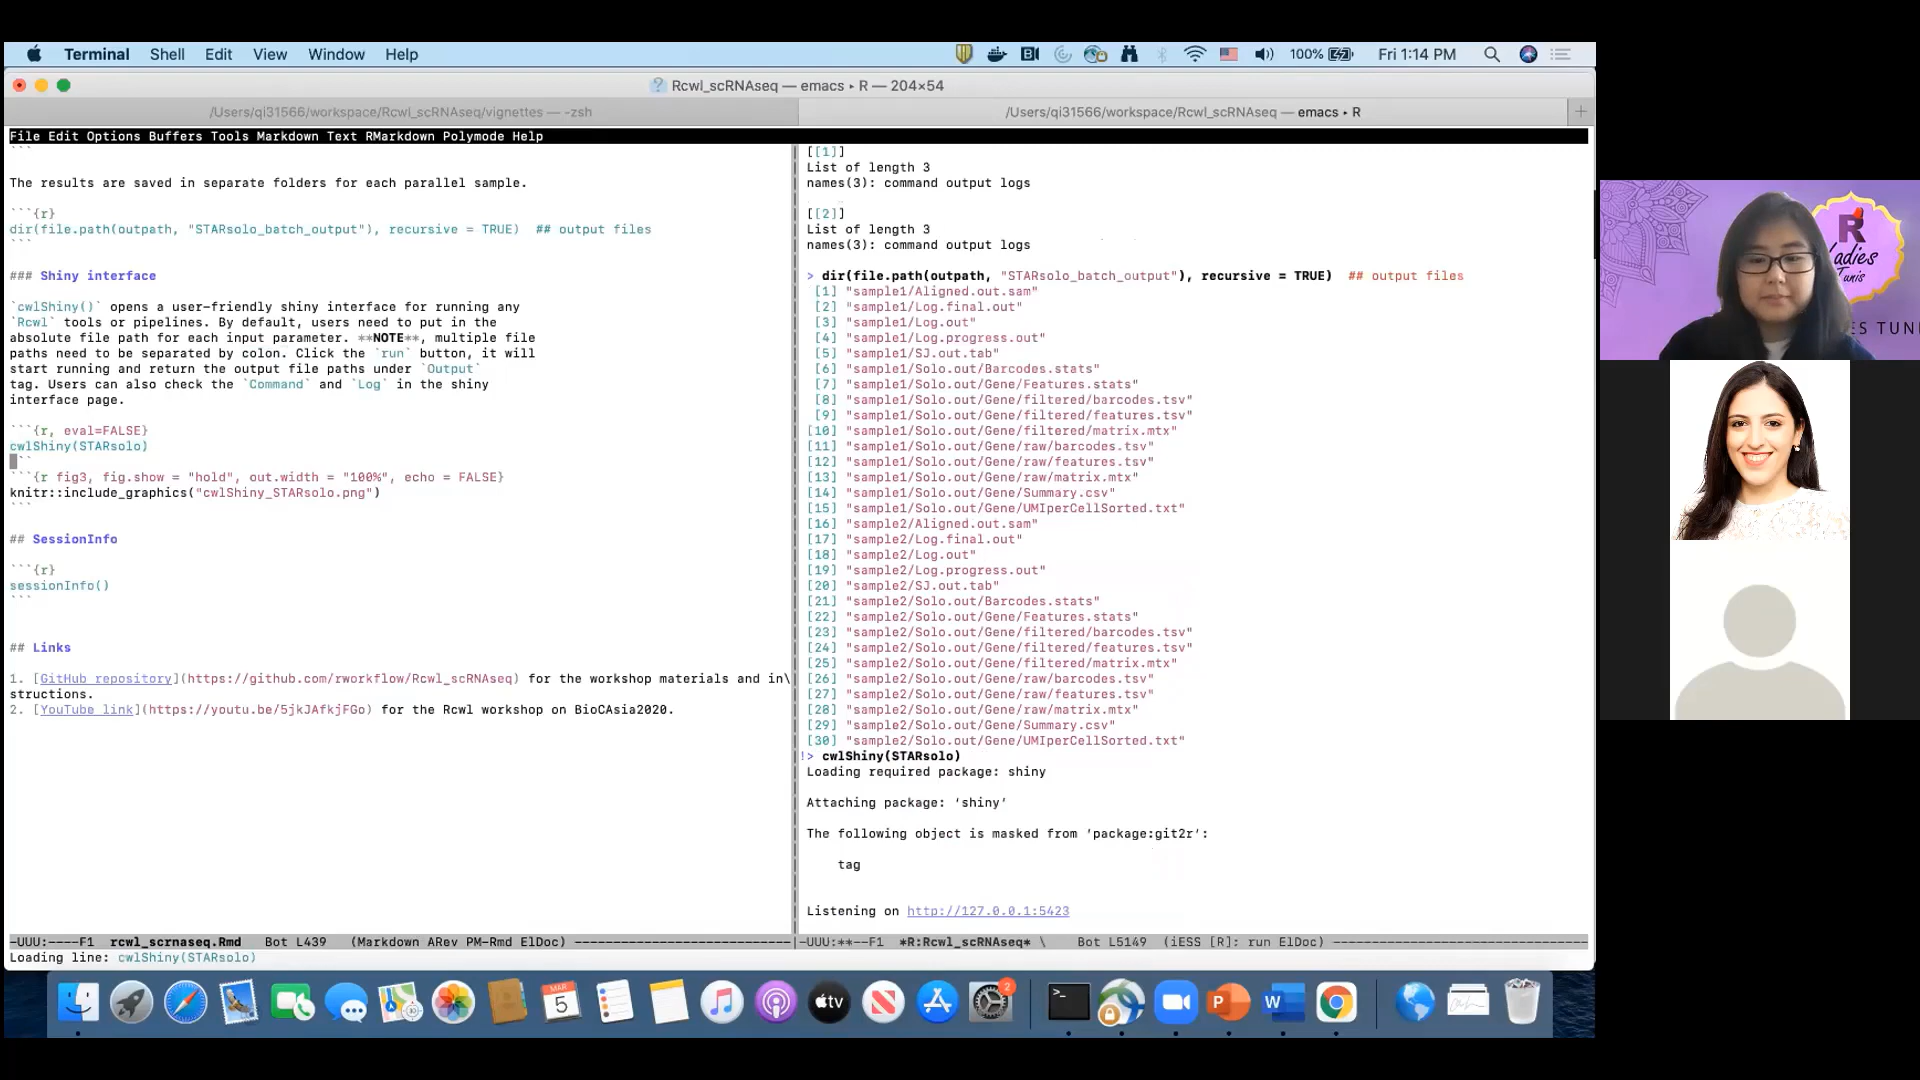 Terminal Shell Edit View Window Help 100% Fri 1:14 PM
Rcwl_scRNAseq — emacs ▸ R — 204×54
/Users/qi31566/workspace/Rcwl_scRNAseq/vignettes — -zsh
/Users/qi31566/workspace/Rcwl_scRNAseq — emacs ▸ R
File Edit Options Buffers Tools Markdown Text RMarkdown Polymode Help
```
The results are saved in separate folders for each parallel sample.
```{r}
dir(file.path(outpath, "STARsolo_batch_output"), recursive = TRUE)  ## output files
```
### Shiny interface
`cwlShiny()` opens a user-friendly shiny interface for running any
`Rcwl` tools or pipelines. By default, users need to put in the
absolute file path for each input parameter. **NOTE**, multiple file
paths need to be separated by colon. Click the `run` button, it will
start running and return the output file paths under `Output`
tag. Users can also check the `Command` and `Log` in the shiny
interface page.
```{r, eval=FALSE}
cwlShiny(STARsolo)
```
```{r fig3, fig.show = "hold", out.width = "100%", echo = FALSE}
knitr::include_graphics("cwlShiny_STARsolo.png")
```
## SessionInfo
```{r}
sessionInfo()
```
## Links
1. [GitHub repository](https://github.com/rworkflow/Rcwl_scRNAseq) for the workshop materials and in\
structions.
2. [YouTube link](https://youtu.be/5jkJAfkjFGo) for the Rcwl workshop on BioCAsia2020.
-UUU:----F1  rcwl_scrnaseq.Rmd   Bot L439   (Markdown ARev PM-Rmd ElDoc) ----------------------------
Loading line: cwlShiny(STARsolo)
[[1]]
List of length 3
names(3): command output logs
[[2]]
List of length 3
names(3): command output logs
> dir(file.path(outpath, "STARsolo_batch_output"), recursive = TRUE)  ## output files
[1] "sample1/Aligned.out.sam"
[2] "sample1/Log.final.out"
[3] "sample1/Log.out"
[4] "sample1/Log.progress.out"
[5] "sample1/SJ.out.tab"
[6] "sample1/Solo.out/Barcodes.stats"
[7] "sample1/Solo.out/Gene/Features.stats"
[8] "sample1/Solo.out/Gene/filtered/barcodes.tsv"
[9] "sample1/Solo.out/Gene/filtered/features.tsv"
[10] "sample1/Solo.out/Gene/filtered/matrix.mtx"
[11] "sample1/Solo.out/Gene/raw/barcodes.tsv"
[12] "sample1/Solo.out/Gene/raw/features.tsv"
[13] "sample1/Solo.out/Gene/raw/matrix.mtx"
[14] "sample1/Solo.out/Gene/Summary.csv"
[15] "sample1/Solo.out/Gene/UMIperCellSorted.txt"
[16] "sample2/Aligned.out.sam"
[17] "sample2/Log.final.out"
[18] "sample2/Log.out"
[19] "sample2/Log.progress.out"
[20] "sample2/SJ.out.tab"
[21] "sample2/Solo.out/Barcodes.stats"
[22] "sample2/Solo.out/Gene/Features.stats"
[23] "sample2/Solo.out/Gene/filtered/barcodes.tsv"
[24] "sample2/Solo.out/Gene/filtered/features.tsv"
[25] "sample2/Solo.out/Gene/filtered/matrix.mtx"
[26] "sample2/Solo.out/Gene/raw/barcodes.tsv"
[27] "sample2/Solo.out/Gene/raw/features.tsv"
[28] "sample2/Solo.out/Gene/raw/matrix.mtx"
[29] "sample2/Solo.out/Gene/Summary.csv"
[30] "sample2/Solo.out/Gene/UMIperCellSorted.txt"
!> cwlShiny(STARsolo)
Loading required package: shiny
Attaching package: ‘shiny’
The following object is masked from ‘package:git2r’:
tag
Listening on http://127.0.0.1:5423
-UUU:**--F1  *R:Rcwl_scRNAseq* \   Bot L5149  (iESS [R]: run ElDoc) ---------------------------------
R
adies
Tunis
ES TUN
MAR
5
tv
2